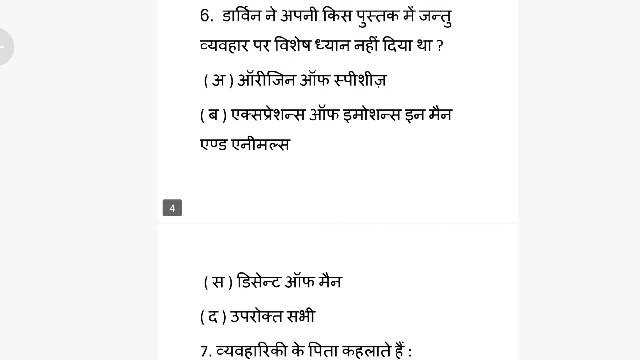 6. डार्विन ने अपनी किस पुस्तक में जन्तु
व्यवहार पर विशेष ध्यान नहीं दिया था ?
( अ ) ऑरीजिन ऑफ स्पीशीज़
( ब ) एक्सप्रेशन्स ऑफ इमोशन्स इन मैन
एण्ड एनीमल्स
4
( स ) डिसेन्ट ऑफ मैन
( द ) उपरोक्त सभी
7. व्यवहारिकी के पिता कहलाते हैं :